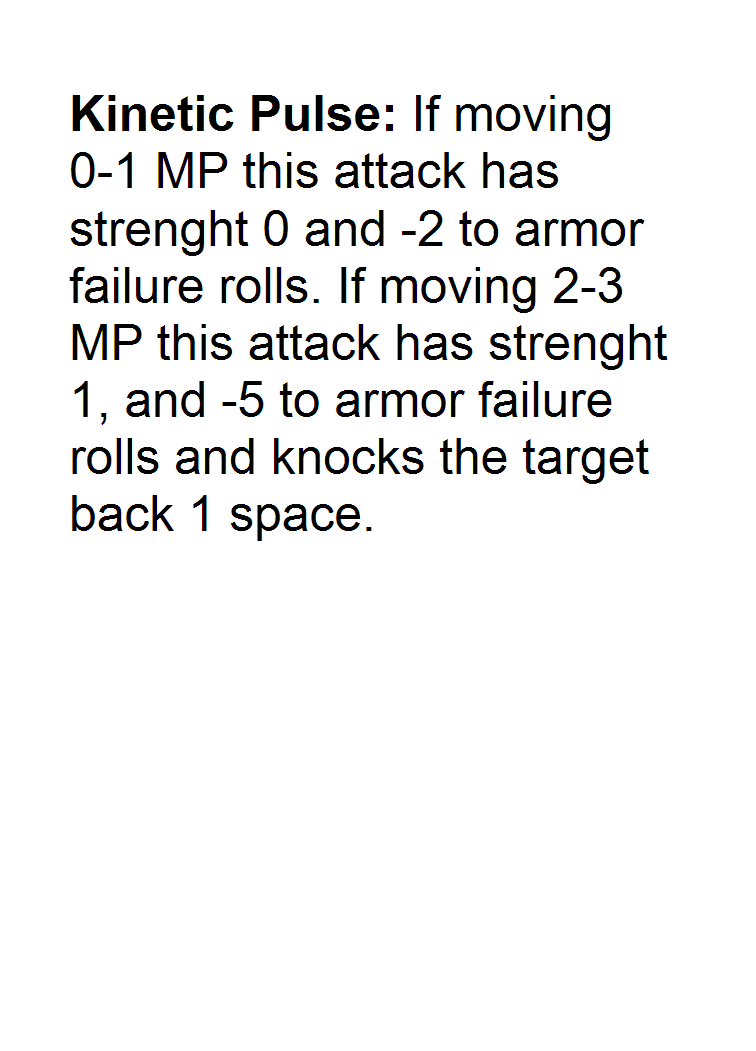 Kinetic Pulse: If moving
0-1 MP this attack has
strenght 0 and -2 to armor
failure rolls. If moving 2-3
MP this attack has strenght
1, and -5 to armor failure
rolls and knocks the target
back 1 space.